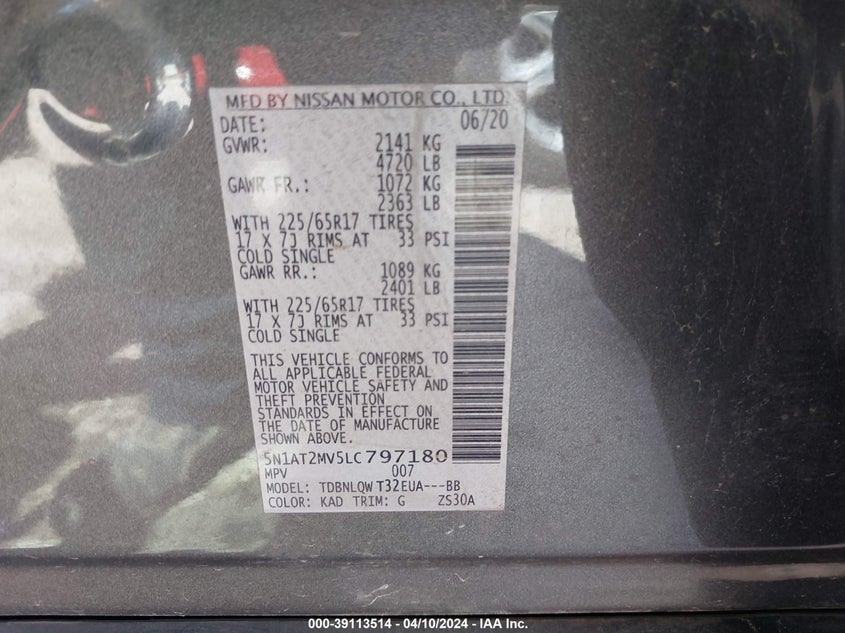 MFD BY NISSAN MOTOR CO., LTD.
DATE: 06/20
GVWR: 2141 KG
4720 LB
GAWR FR.: 1072 KG
2363 LB
WITH 225/65R17 TIRES
17 X 7J RIMS AT 33 PSI
COLD SINGLE
GAWR RR.: 1089 KG
2401 LB
WITH 225/65R17 TIRES
17 X 7J RIMS AT 33 PSI
COLD SINGLE
THIS VEHICLE CONFORMS TO
ALL APPLICABLE FEDERAL
MOTOR VEHICLE SAFETY AND
THEFT PREVENTION
STANDARDS IN EFFECT ON
THE DATE OF MANUFACTURE
SHOWN ABOVE.
5N1AT2MV5LC797180
MPV 007
MODEL: TDBNLQW T32EUA---BB
COLOR: KAD TRIM: G ZS30A
000-39113514 - 04/10/2024 - IAA Inc.